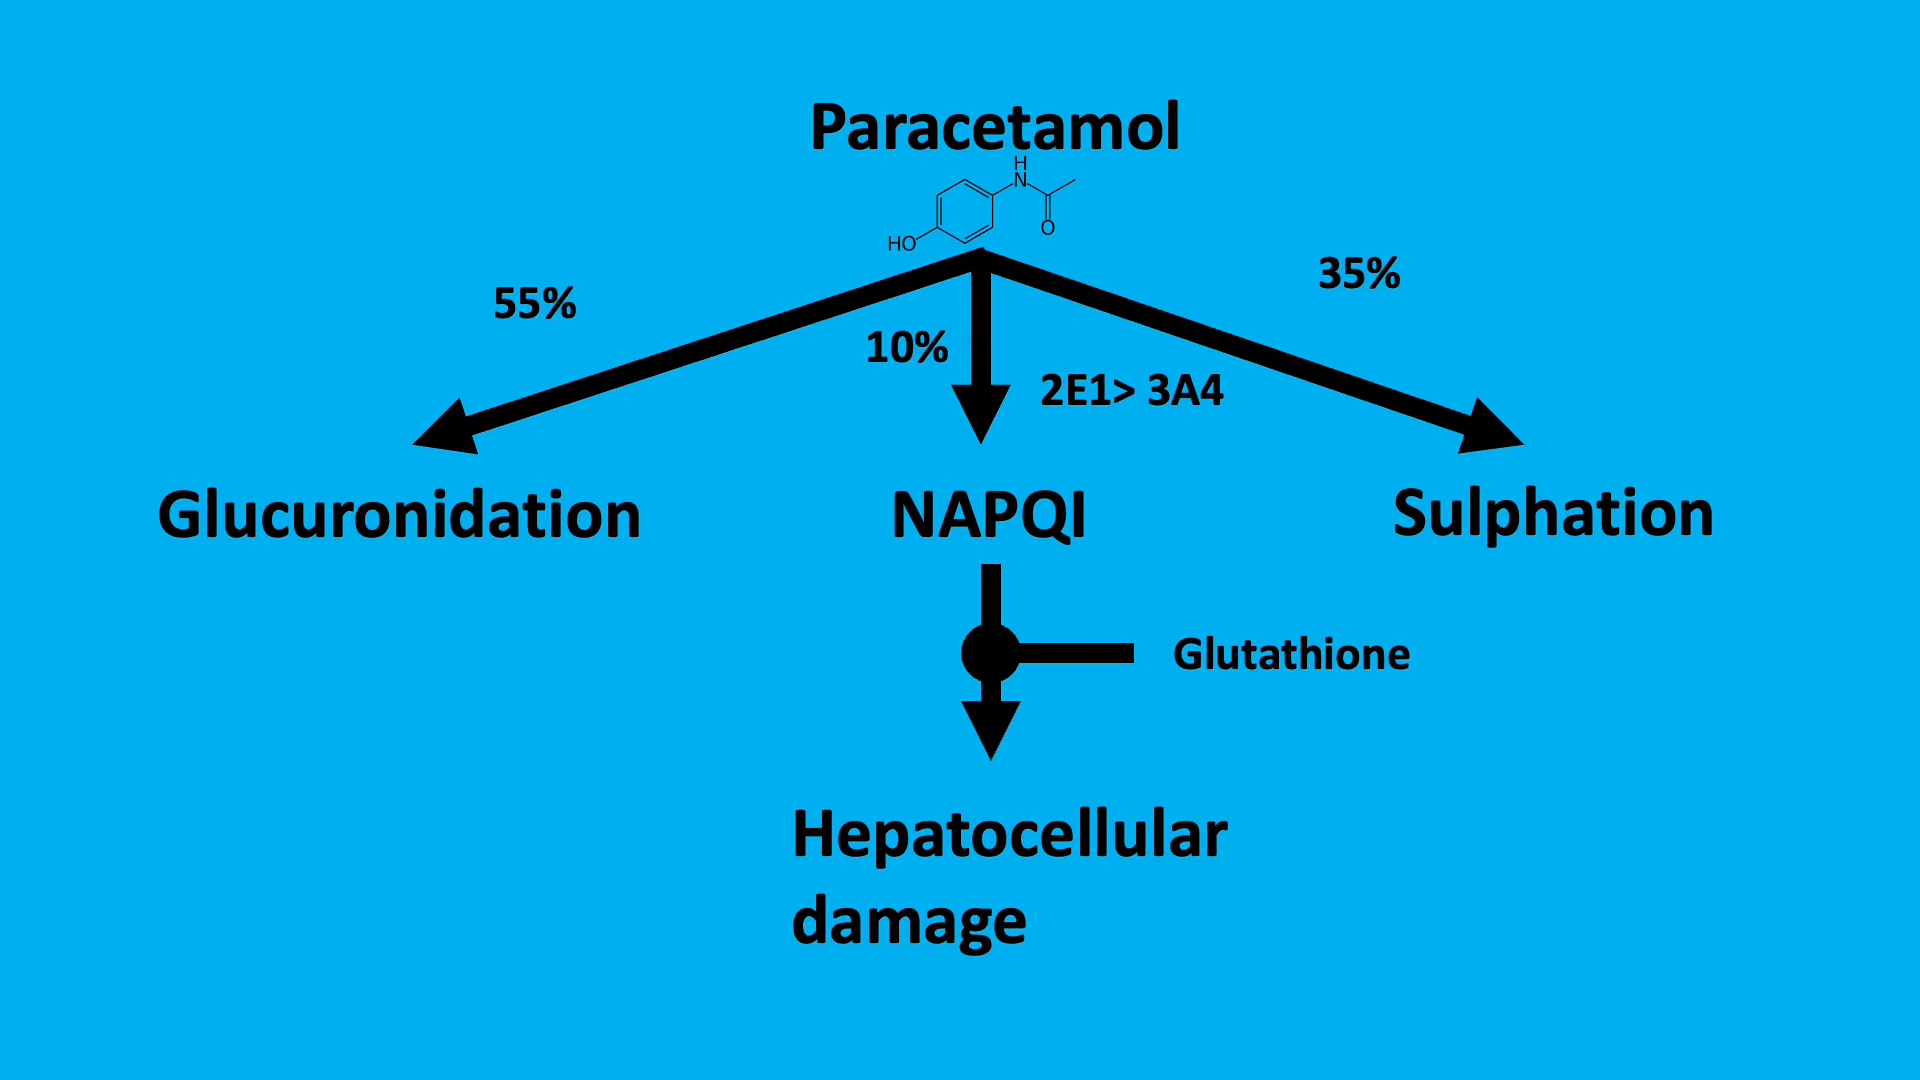 Paracetamol
H
N
O
HO
55%
35%
10%
2E1> 3A4
Glucuronidation
NAPQI
Sulphation
Glutathione
Hepatocellular
damage